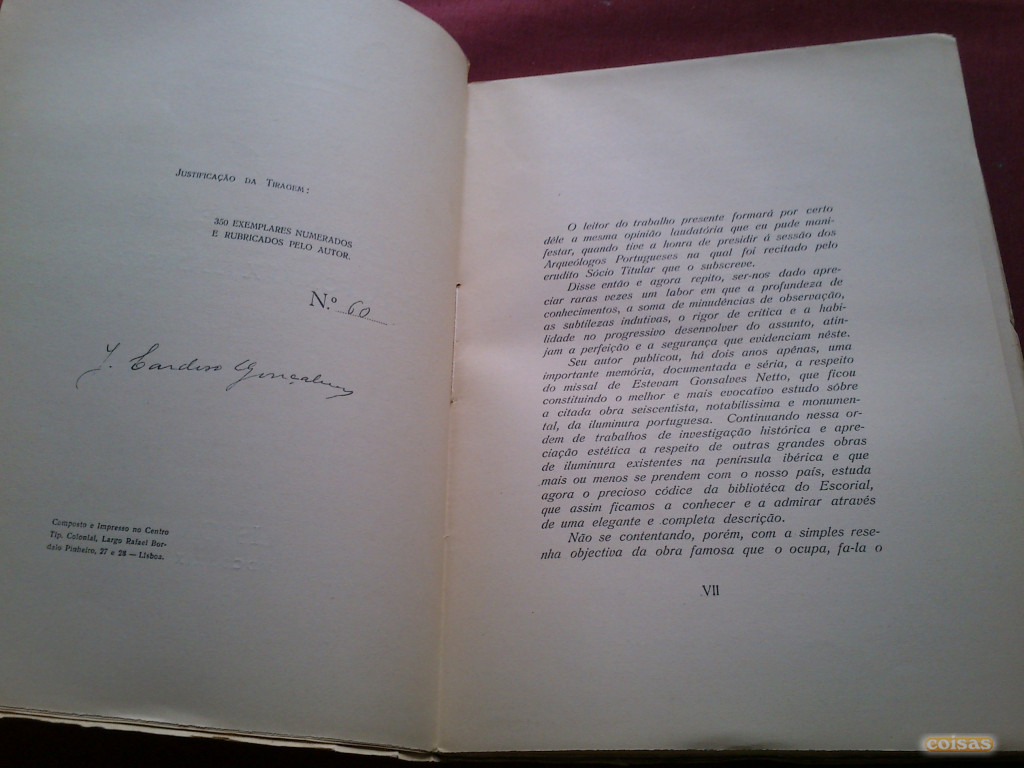 JUSTIFICAÇÃO DA TIRAGEM:
350 EXEMPLARES NUMERADOS
E RUBRICADOS PELO AUTOR.
N.º 60
J. Cardoso Gonçalves
Composto e Impresso no Centro
Tip. Colonial, Largo Rafael Bor-
dalo Pinheiro, 27 e 28 — Lisboa.
O leitor do trabalho presente formará por certo
dêle a mesma opinião laudatória que eu pude mani-
festar, quando tive a honra de presidir á sessão dos
Arqueólogos Portugueses na qual foi recitado pelo
erudito Sócio Titular que o subscreve.
Disse então e agora repito, ser-nos dado apre-
ciar raras vezes um labor em que a profundeza de
conhecimentos, a soma de minudências de observação,
as subtilezas indutivas, o rigor de crítica e a habi-
lidade no progressivo desenvolver do assunto, atin-
jam a perfeição e a segurança que evidenciam nêste.
Seu autor publicou, há dois anos apênas, uma
importante memória, documentada e séria, a respeito
do missal de Estevam Gonsalves Netto, que ficou
constituindo o melhor e mais evocativo estudo sôbre
a citada obra seiscentista, notabilissima e monumen-
tal, da iluminura portuguesa. Continuando nessa or-
dem de trabalhos de investigação histórica e apre-
ciação estética a respeito de outras grandes obras
de iluminura existentes na península ibérica e que
mais ou menos se prendem com o nosso país, estuda
agora o precioso códice da bibliotéca do Escorial,
que assim ficamos a conhecer e a admirar através
de uma elegante e completa descrição.
Não se contentando, porém, com a simples rese-
nha objectiva da obra famosa que o ocupa, fa-la o
VII
coisas